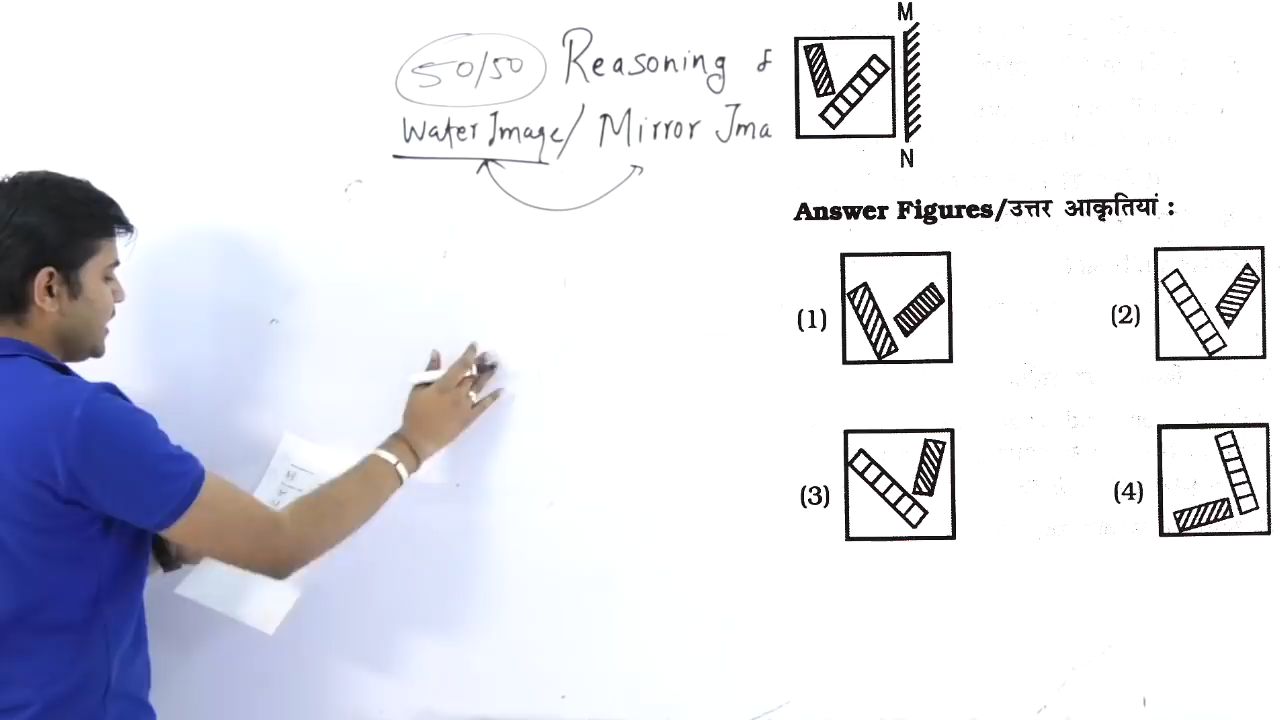 50/50 Reasoning
Water Image / Mirror Ima
M
N
Answer Figures/उत्तर आकृतियां :
(1)
(2)
(3)
(4)